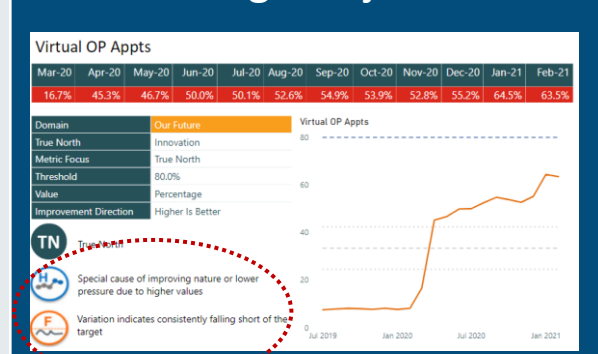 Virtual OP Appts
Mar-20 Apr-20 May-20 Jun-20 Jul-20 Aug-20 Sep-20 Oct-20 Nov-20 Dec-20 Jan-21 Feb-21
16.7% 45.3% 46.7% 50.0% 50.1% 52.6% 54.9% 53.9% 52.8% 55.2% 64.5% 63.5%
Domain Our Future
True North Innovation
Metric Focus True North
Threshold 80.0%
Value Percentage
Improvement Direction Higher Is Better
TN True North
H Special cause of improving nature or lower
pressure due to higher values
F Variation indicates consistently falling short of the
target
Virtual OP Appts
80
60
40
20
0
Jul 2019 Jan 2020 Jul 2020 Jan 2021